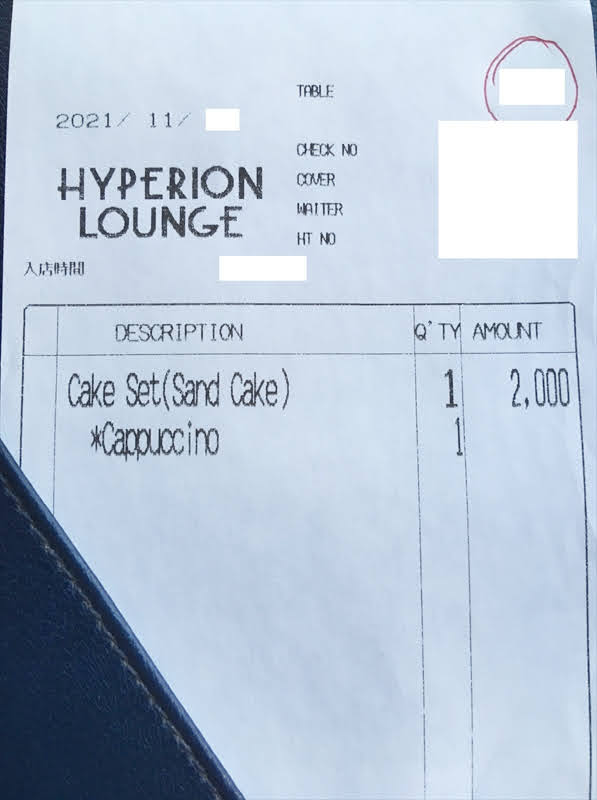 TABLE
2021/ 11/
CHECK NO
COVER
WAITER
HT NO
HYPERION
LOUNGE
入店時間
DESCRIPTION Q'TY AMOUNT
Cake Set(Sand Cake) 1 2,000
*Cappuccino 1